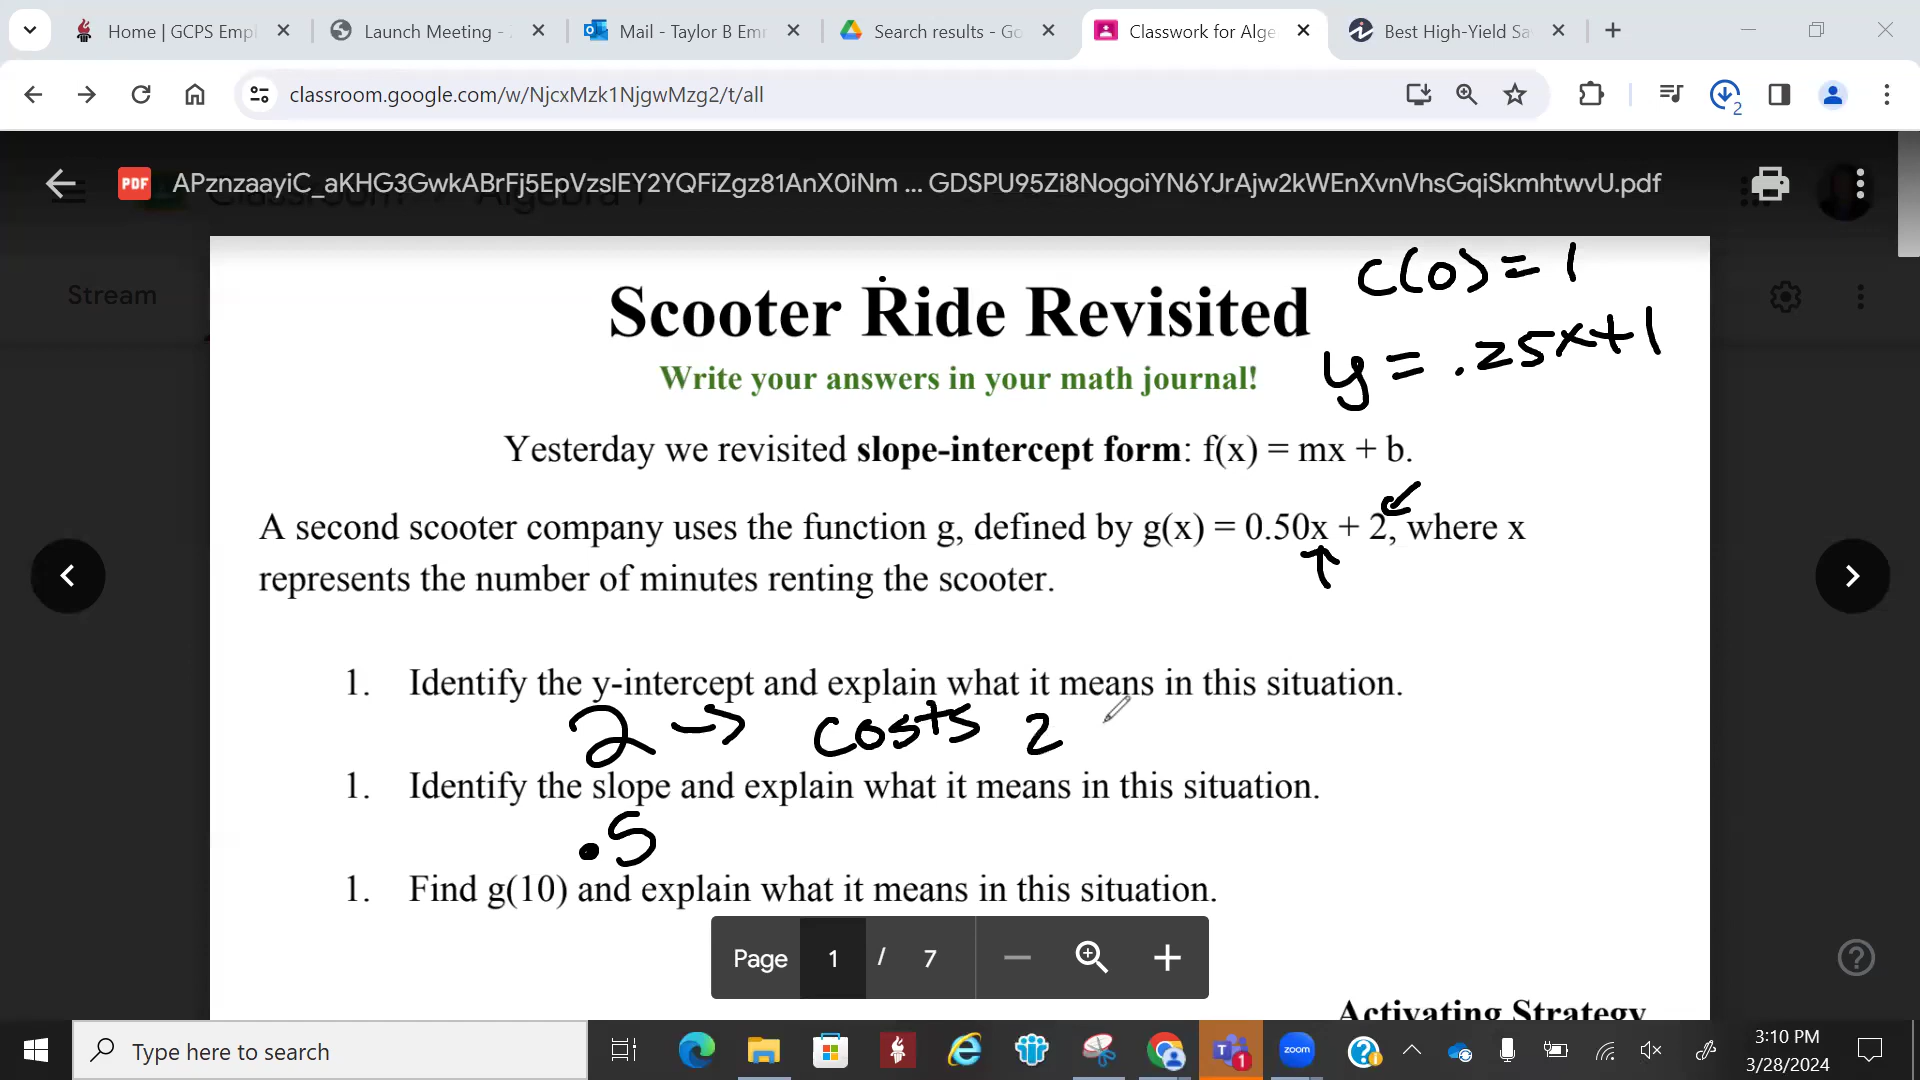 Home | GCPS Empl
Launch Meeting -
Mail - Taylor B Em
Search results - Go
Classwork for Alge
Best High-Yield Sa
classroom.google.com/w/NjcxMzk1NjgwMzg2/t/all
2
PDF
APznzaayiC_aKHG3GwkABrFj5EpVzslEY2YQFiZgz81AnX0iNm ... GDSPU95Zi8NogoiYN6YJrAjw2kWEnXvnVhsGqiSkmhtwvU.pdf
Stream
c(0) = 1
Scooter Ride Revisited
y = .25x+1
Write your answers in your math journal!
Yesterday we revisited slope-intercept form: f(x) = mx + b.
A second scooter company uses the function g, defined by g(x) = 0.50x + 2, where x
represents the number of minutes renting the scooter.
1. Identify the y-intercept and explain what it means in this situation.
2 → costs 2
1. Identify the slope and explain what it means in this situation.
.5
1. Find g(10) and explain what it means in this situation.
Page 1 / 7
Activating Strategy
Type here to search
1
zoom
3:10 PM
3/28/2024